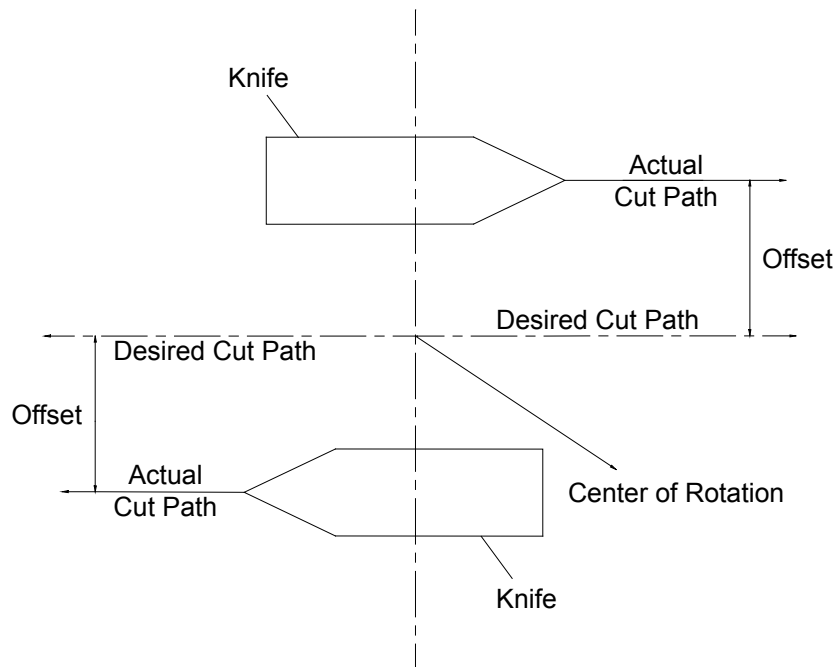 Knife
Actual
Cut Path
Offset
Desired Cut Path
Desired Cut Path
Offset
Actual
Cut Path
Center of Rotation
Knife